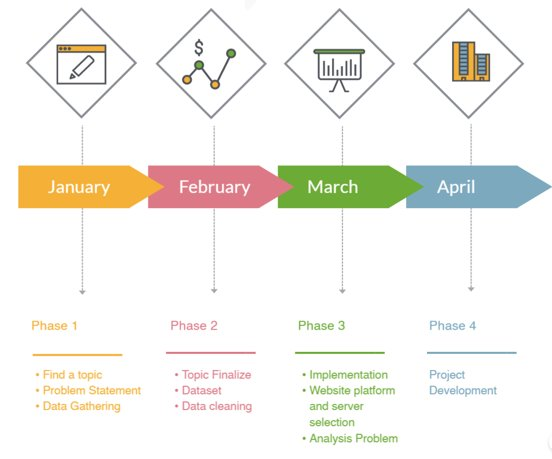 $
January
February
March
April
Phase 1
• Find a topic
• Problem Statement
• Data Gathering
Phase 2
• Topic Finalize
• Dataset
• Data cleaning
Phase 3
• Implementation
• Website platform
and server
selection
• Analysis Problem
Phase 4
Project
Development